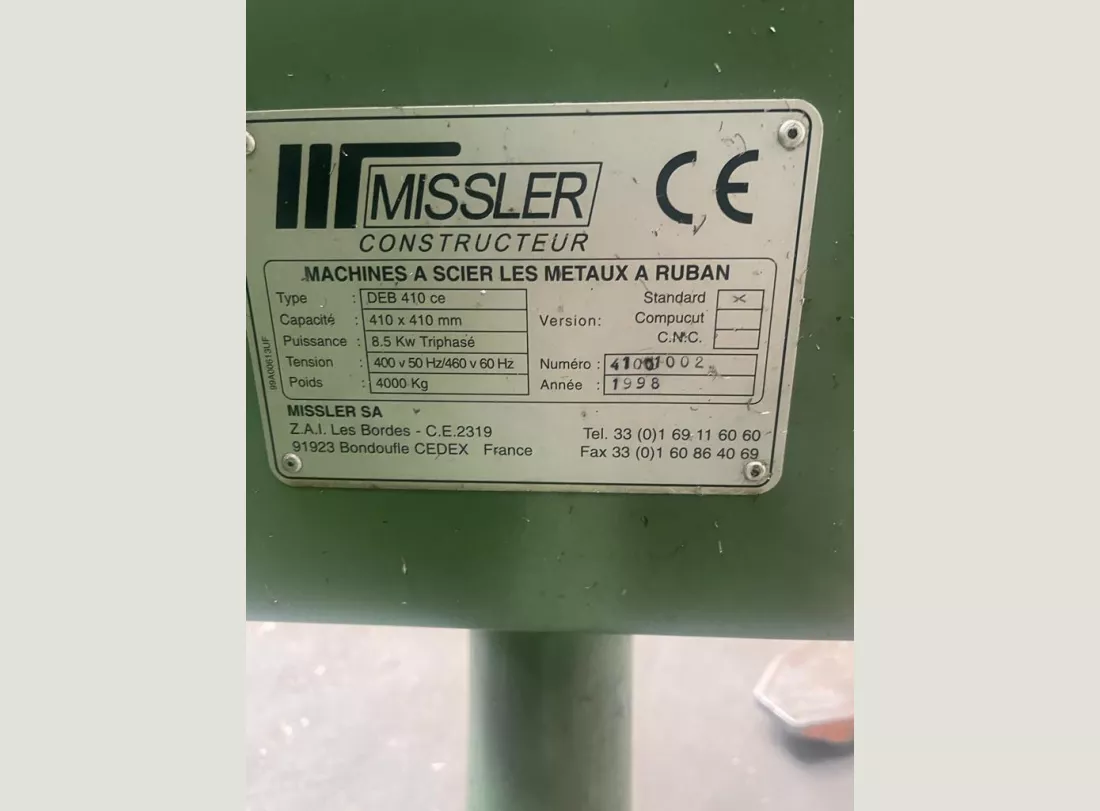 MISSLER
CE
CONSTRUCTEUR
MACHINES A SCIER LES METAUX A RUBAN
Type : DEB 410 ce
Capacité : 410 x 410 mm
Puissance : 8.5 Kw Triphasé
Tension : 400 v 50 Hz/460 v 60 Hz
Poids : 4000 Kg
Version: Standard x
Compucut
C.N.C.
Numéro :
Année : 1998
MISSLER SA
Z.A.I. Les Bordes - C.E.2319
91923 Bondoufle CEDEX France
Tel. 33 (0)1 69 11 60 60
Fax 33 (0)1 60 86 40 69
99A00613UF